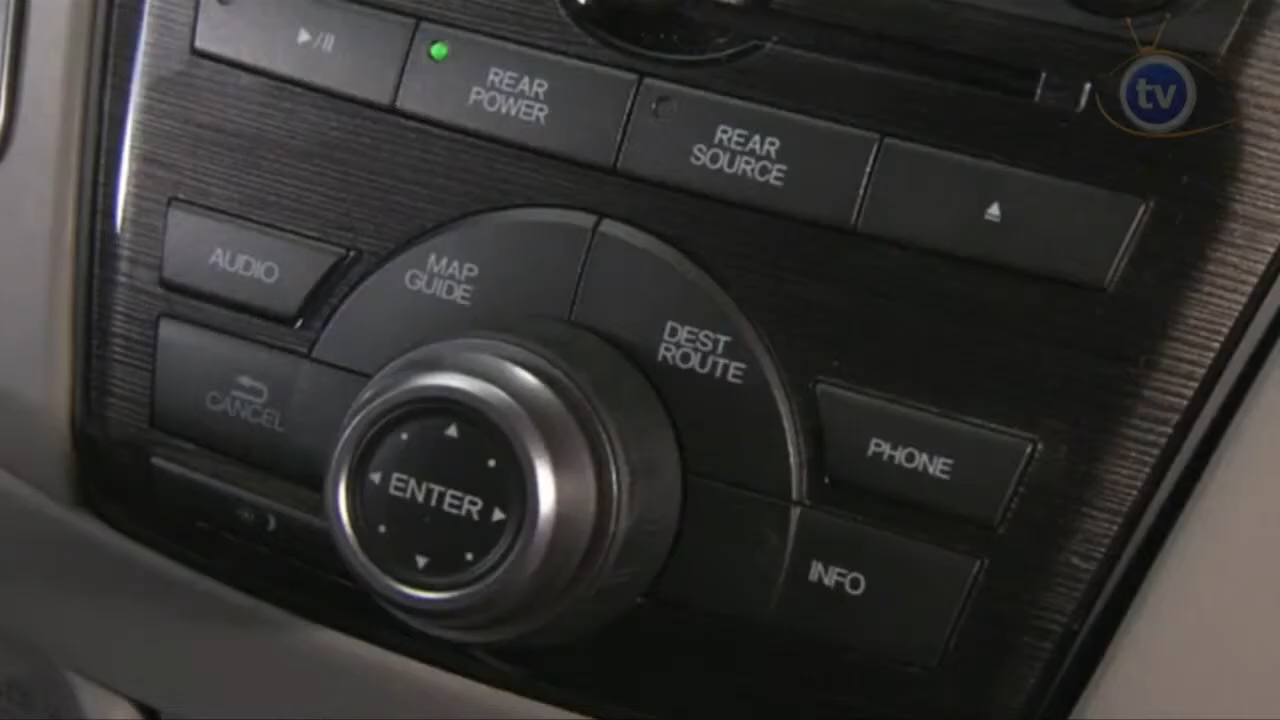 REAR
POWER
REAR
SOURCE
AUDIO
MAP
GUIDE
DEST
ROUTE
CANCEL
ENTER
PHONE
INFO
tv